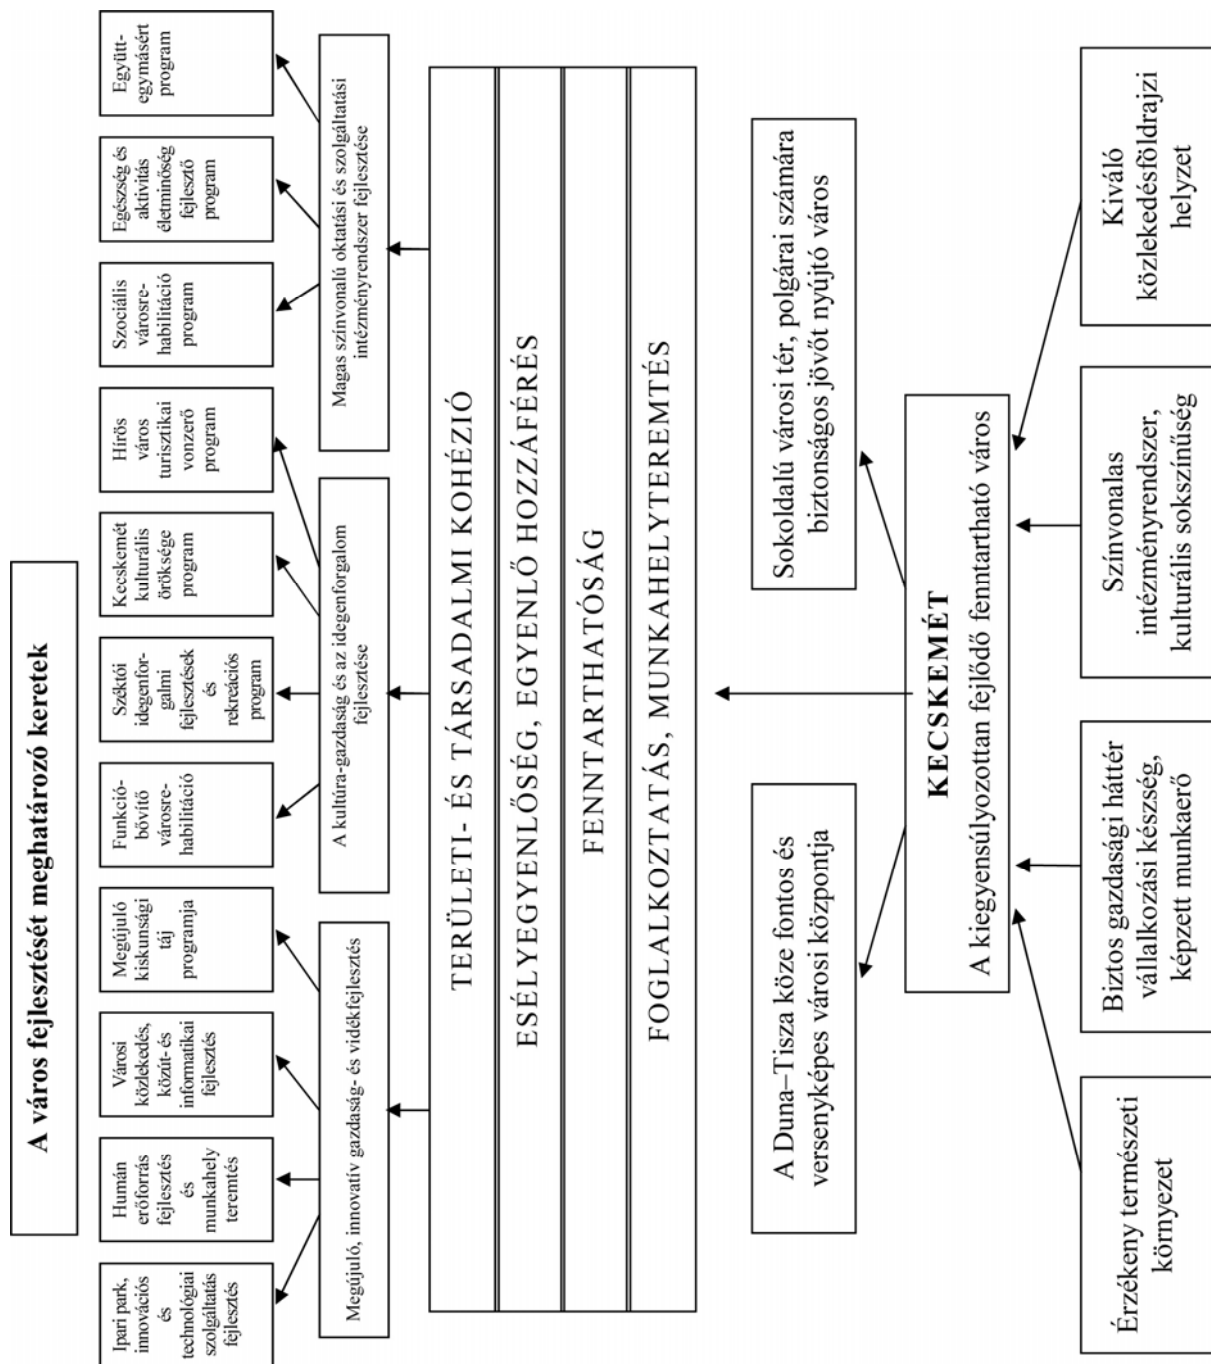 A város fejlesztését meghatározó keretek
Ipari park,
innovációs
és
technológiai
szolgáltatás
fejlesztés
Humán
erőforrás
fejlesztés
és
munkahely
teremtés
Városi
közlekedés,
közút- és
informatikai
fejlesztés
Megújuló
kiskunsági
táj
programja
Funkció-
bővítő
városre-
habilitáció
Széktói
idegenfor-
galmi
fejlesztések
és
rekreációs
program
Kecskemét
kulturális
öröksége
program
Hírös
város
turisztikai
vonzerő
program
Szociális
városre-
habilitáció
program
Egészség és
aktivitás
életminőség
fejlesztő
program
Együtt-
egymásért
program
Megújuló, innovatív gazdaság- és vidékfejlesztés
A kultúra-gazdaság és az idegenforgalom
fejlesztése
Magas színvonalú oktatási és szolgáltatási
intézményrendszer fejlesztése
TERÜLETI- ÉS TÁRSADALMI KOHÉZIÓ
ESÉLYEGYENLŐSÉG, EGYENLŐ HOZZÁFÉRÉS
FENNTARTHATÓSÁG
FOGLALKOZTATÁS, MUNKAHELYTEREMTÉS
A Duna–Tisza köze fontos és
versenyképes városi központja
Sokoldalú városi tér, polgárai számára
biztonságos jövőt nyújtó város
KECSKEMÉT
A kiegyensúlyozottan fejlődő fenntartható város
Érzékeny természeti
környezet
Biztos gazdasági háttér
vállalkozási készség,
képzett munkaerő
Színvonalas
intézményrendszer,
kulturális sokszínűség
Kiváló
közlekedésföldrajzi
helyzet